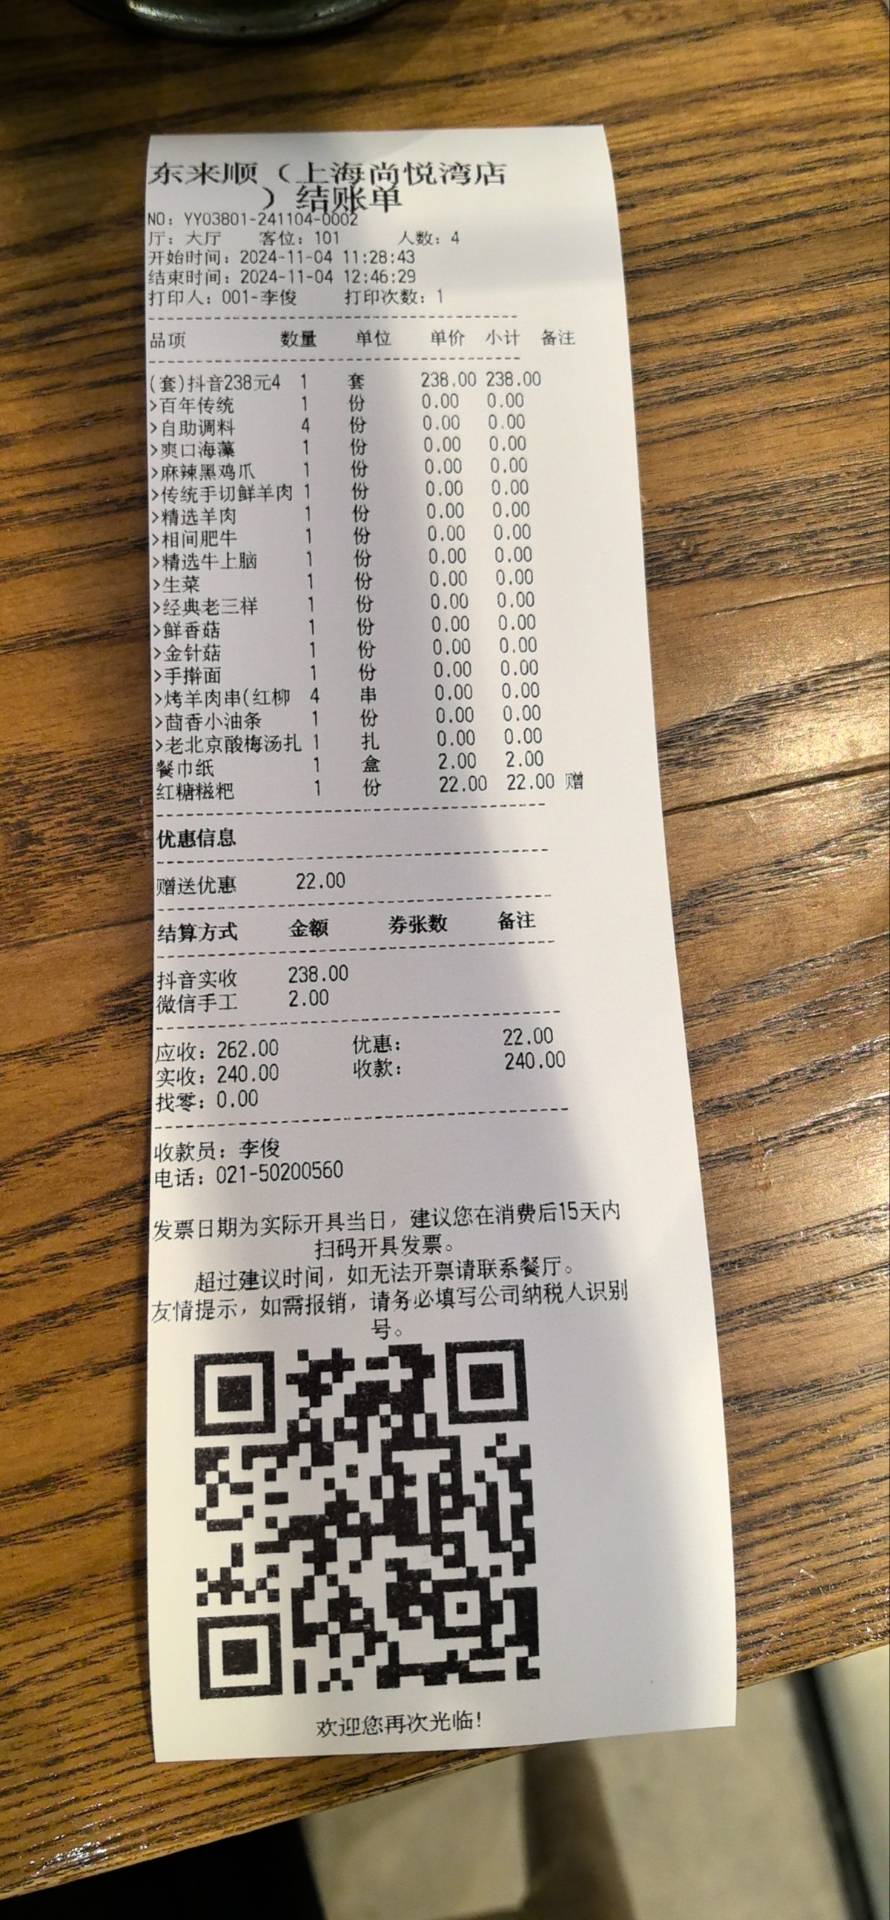 东来顺（上海尚悦湾店
）结账单
NO：YY03801-241104-0002
厅：大厅 客位：101 人数：4
开始时间：2024-11-04 11:28:43
结束时间：2024-11-04 12:46:29
打印人：001-李俊 打印次数：1
品项 数量 单位 单价 小计 备注
(套)抖音238元4 1 套 238.00 238.00
>百年传统 1 份 0.00 0.00
>自助调料 4 份 0.00 0.00
>爽口海藻 1 份 0.00 0.00
>麻辣黑鸡爪 1 份 0.00 0.00
>传统手切鲜羊肉 1 份 0.00 0.00
>精选羊肉 1 份 0.00 0.00
>相间肥牛 1 份 0.00 0.00
>精选牛上脑 1 份 0.00 0.00
>生菜 1 份 0.00 0.00
>经典老三样 1 份 0.00 0.00
>鲜香菇 1 份 0.00 0.00
>金针菇 1 份 0.00 0.00
>手擀面 1 份 0.00 0.00
>烤羊肉串(红柳 4 串 0.00 0.00
>茴香小油条 1 份 0.00 0.00
>老北京酸梅汤扎 1 扎 0.00 0.00
餐巾纸 1 盒 2.00 2.00
红糖糍粑 1 份 22.00 22.00 赠
优惠信息
赠送优惠 22.00
结算方式 金额 券张数 备注
抖音实收 238.00
微信手工 2.00
应收：262.00 优惠： 22.00
实收：240.00 收款： 240.00
找零：0.00
收款员：李俊
电话：021-50200560
发票日期为实际开具当日，建议您在消费后15天内
扫码开具发票。
超过建议时间，如无法开票请联系餐厅。
友情提示，如需报销，请务必填写公司纳税人识别
号。
欢迎您再次光临！